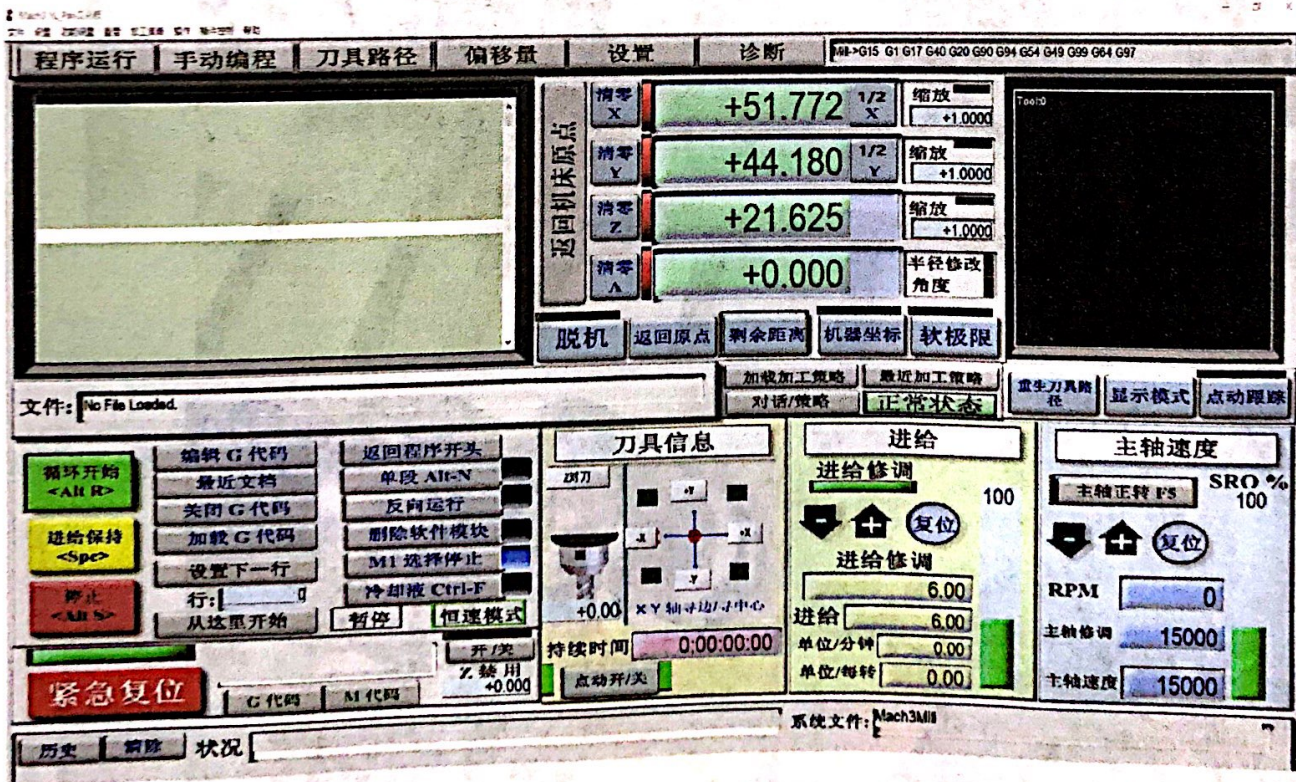 程序运行 手动编程 刀具路径 偏移量 设置 诊断 Mill->G15 G1 G17 G40 G20 G90 G94 G54 G49 G99 G64 G97
返回机床原点
清零 X +51.772 1/2 X 缩放 +1.0000
清零 Y +44.180 1/2 Y 缩放 +1.0000
清零 Z +21.625 缩放 +1.0000
清零 A +0.000 半径修改 角度
Tool:0
脱机 返回原点 剩余距离 机器坐标 软极限
文件: No File Loaded.
加载加工策略 最近加工策略
对话/策略 正常状态
重生刀具路径 显示模式 点动跟踪
循环开始
<Alt R>
进给保持
<Spc>
停止
<Alt S>
编辑 G 代码
最近文档
关闭 G 代码
加载 G 代码
设置下一行
行: 0
从这里开始
返回程序开头
单段 Alt-N
反向运行
删除软件模块
M1 选择停止
冷却液 Ctrl-F
暂停 恒速模式
开/关
Z 禁用
+0.000
紧急复位
G 代码 M 代码
刀具信息
对刀
+Y
-X +X
-Y
+0.00 X Y 轴寻边/寻中心
持续时间 0:00:00:00
点动开/关
进给
进给修调
100
复位
进给修调
6.00
进给 6.00
单位/分钟 0.00
单位/每转 0.00
主轴速度
主轴正转 F5 SRO %
100
复位
RPM 0
主轴修调 15000
主轴速度 15000
历史 清除 状况
系统文件: Mach3Mill